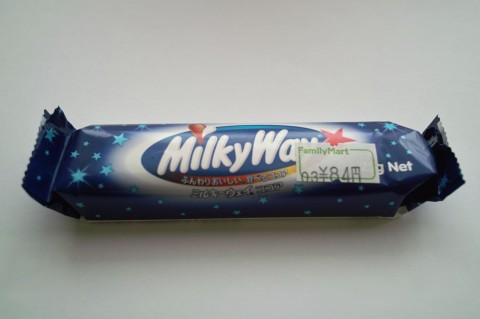 MilkyWay
FamilyMart
¥84円
g Net
ふんわりおいしい
ミルキーウェイ